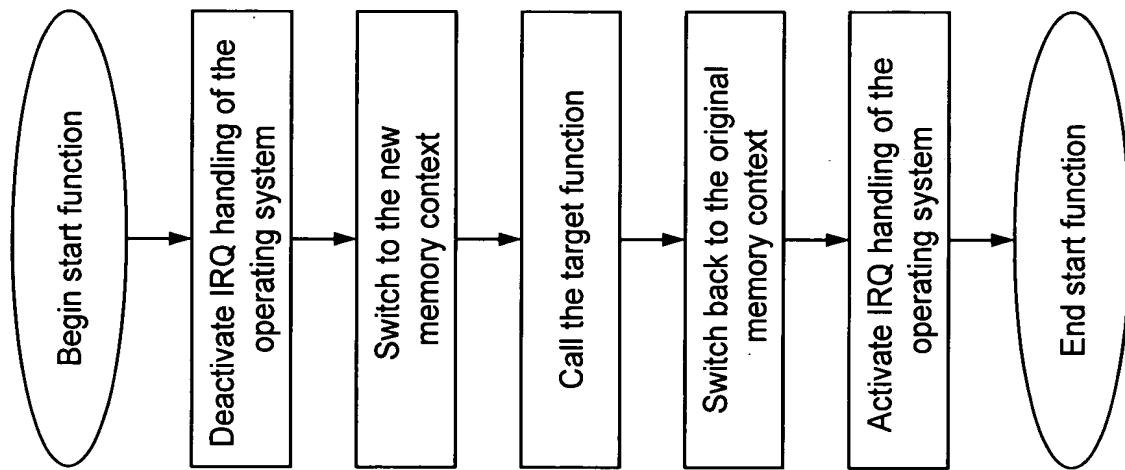 Begin start function
Deactivate IRQ handling of the
operating system
Switch to the new
memory context
Call the target function
Switch back to the original
memory context
Activate IRQ handling of the
operating system
End start function